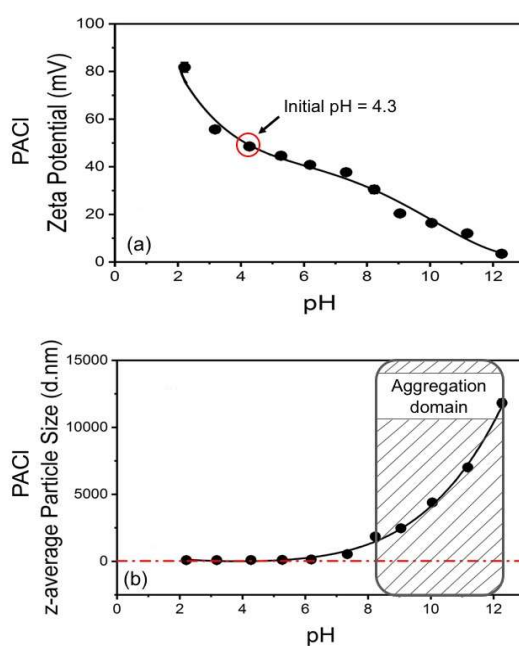 100
80
60
40
20
0
PACl
Zeta Potential (mV)
Initial pH = 4.3
(a)
0 2 4 6 8 10 12
pH
15000
10000
5000
0
PACl
z-average Particle Size (d.nm)
Aggregation
domain
(b)
0 2 4 6 8 10 12
pH